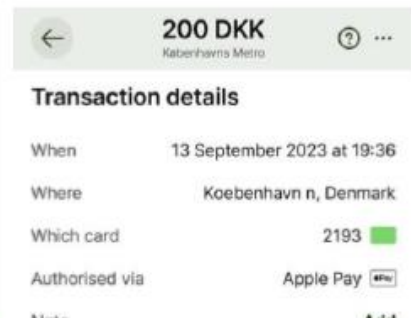 200 DKK
Københavns Metro
Transaction details
When 13 September 2023 at 19:36
Where Koebenhavn n, Denmark
Which card 2193
Authorised via Apple Pay